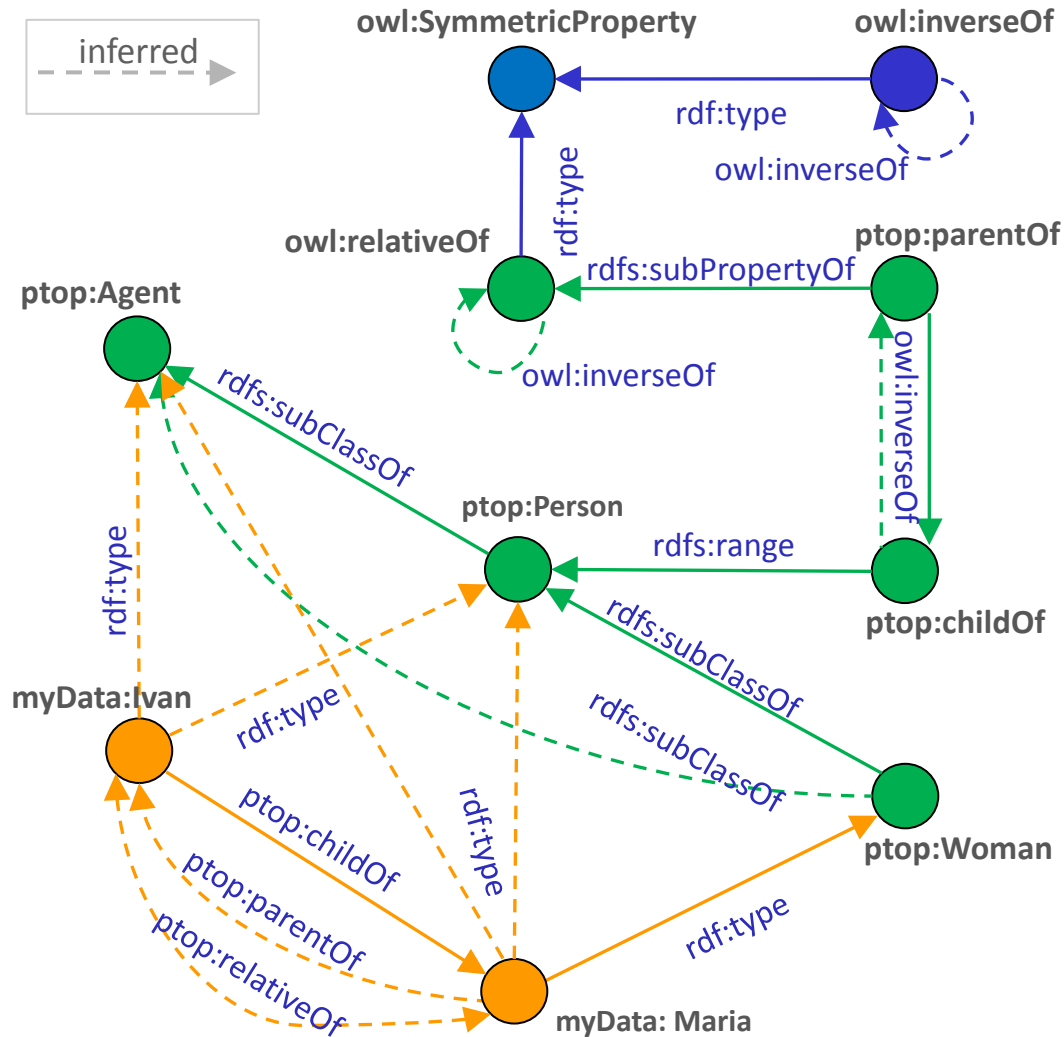 owl:SymmetricProperty
owl:inverseOf
inferred
rdf:type
owl:inverseOf
rdf:type
owl:relativeOf
ptop:parentOf
rdfs:subPropertyOf
ptop:Agent
owl:inverseOf
owl:inverseOf
rdfs:subClassOf
ptop:Person
rdfs:range
rdf:type
ptop:childOf
rdfs:subClassOf
myData:Ivan
rdf:type
rdfs:subClassOf
ptop:childOf
rdf:type
ptop:Woman
ptop:parentOf
rdf:type
ptop:relativeOf
myData: Maria